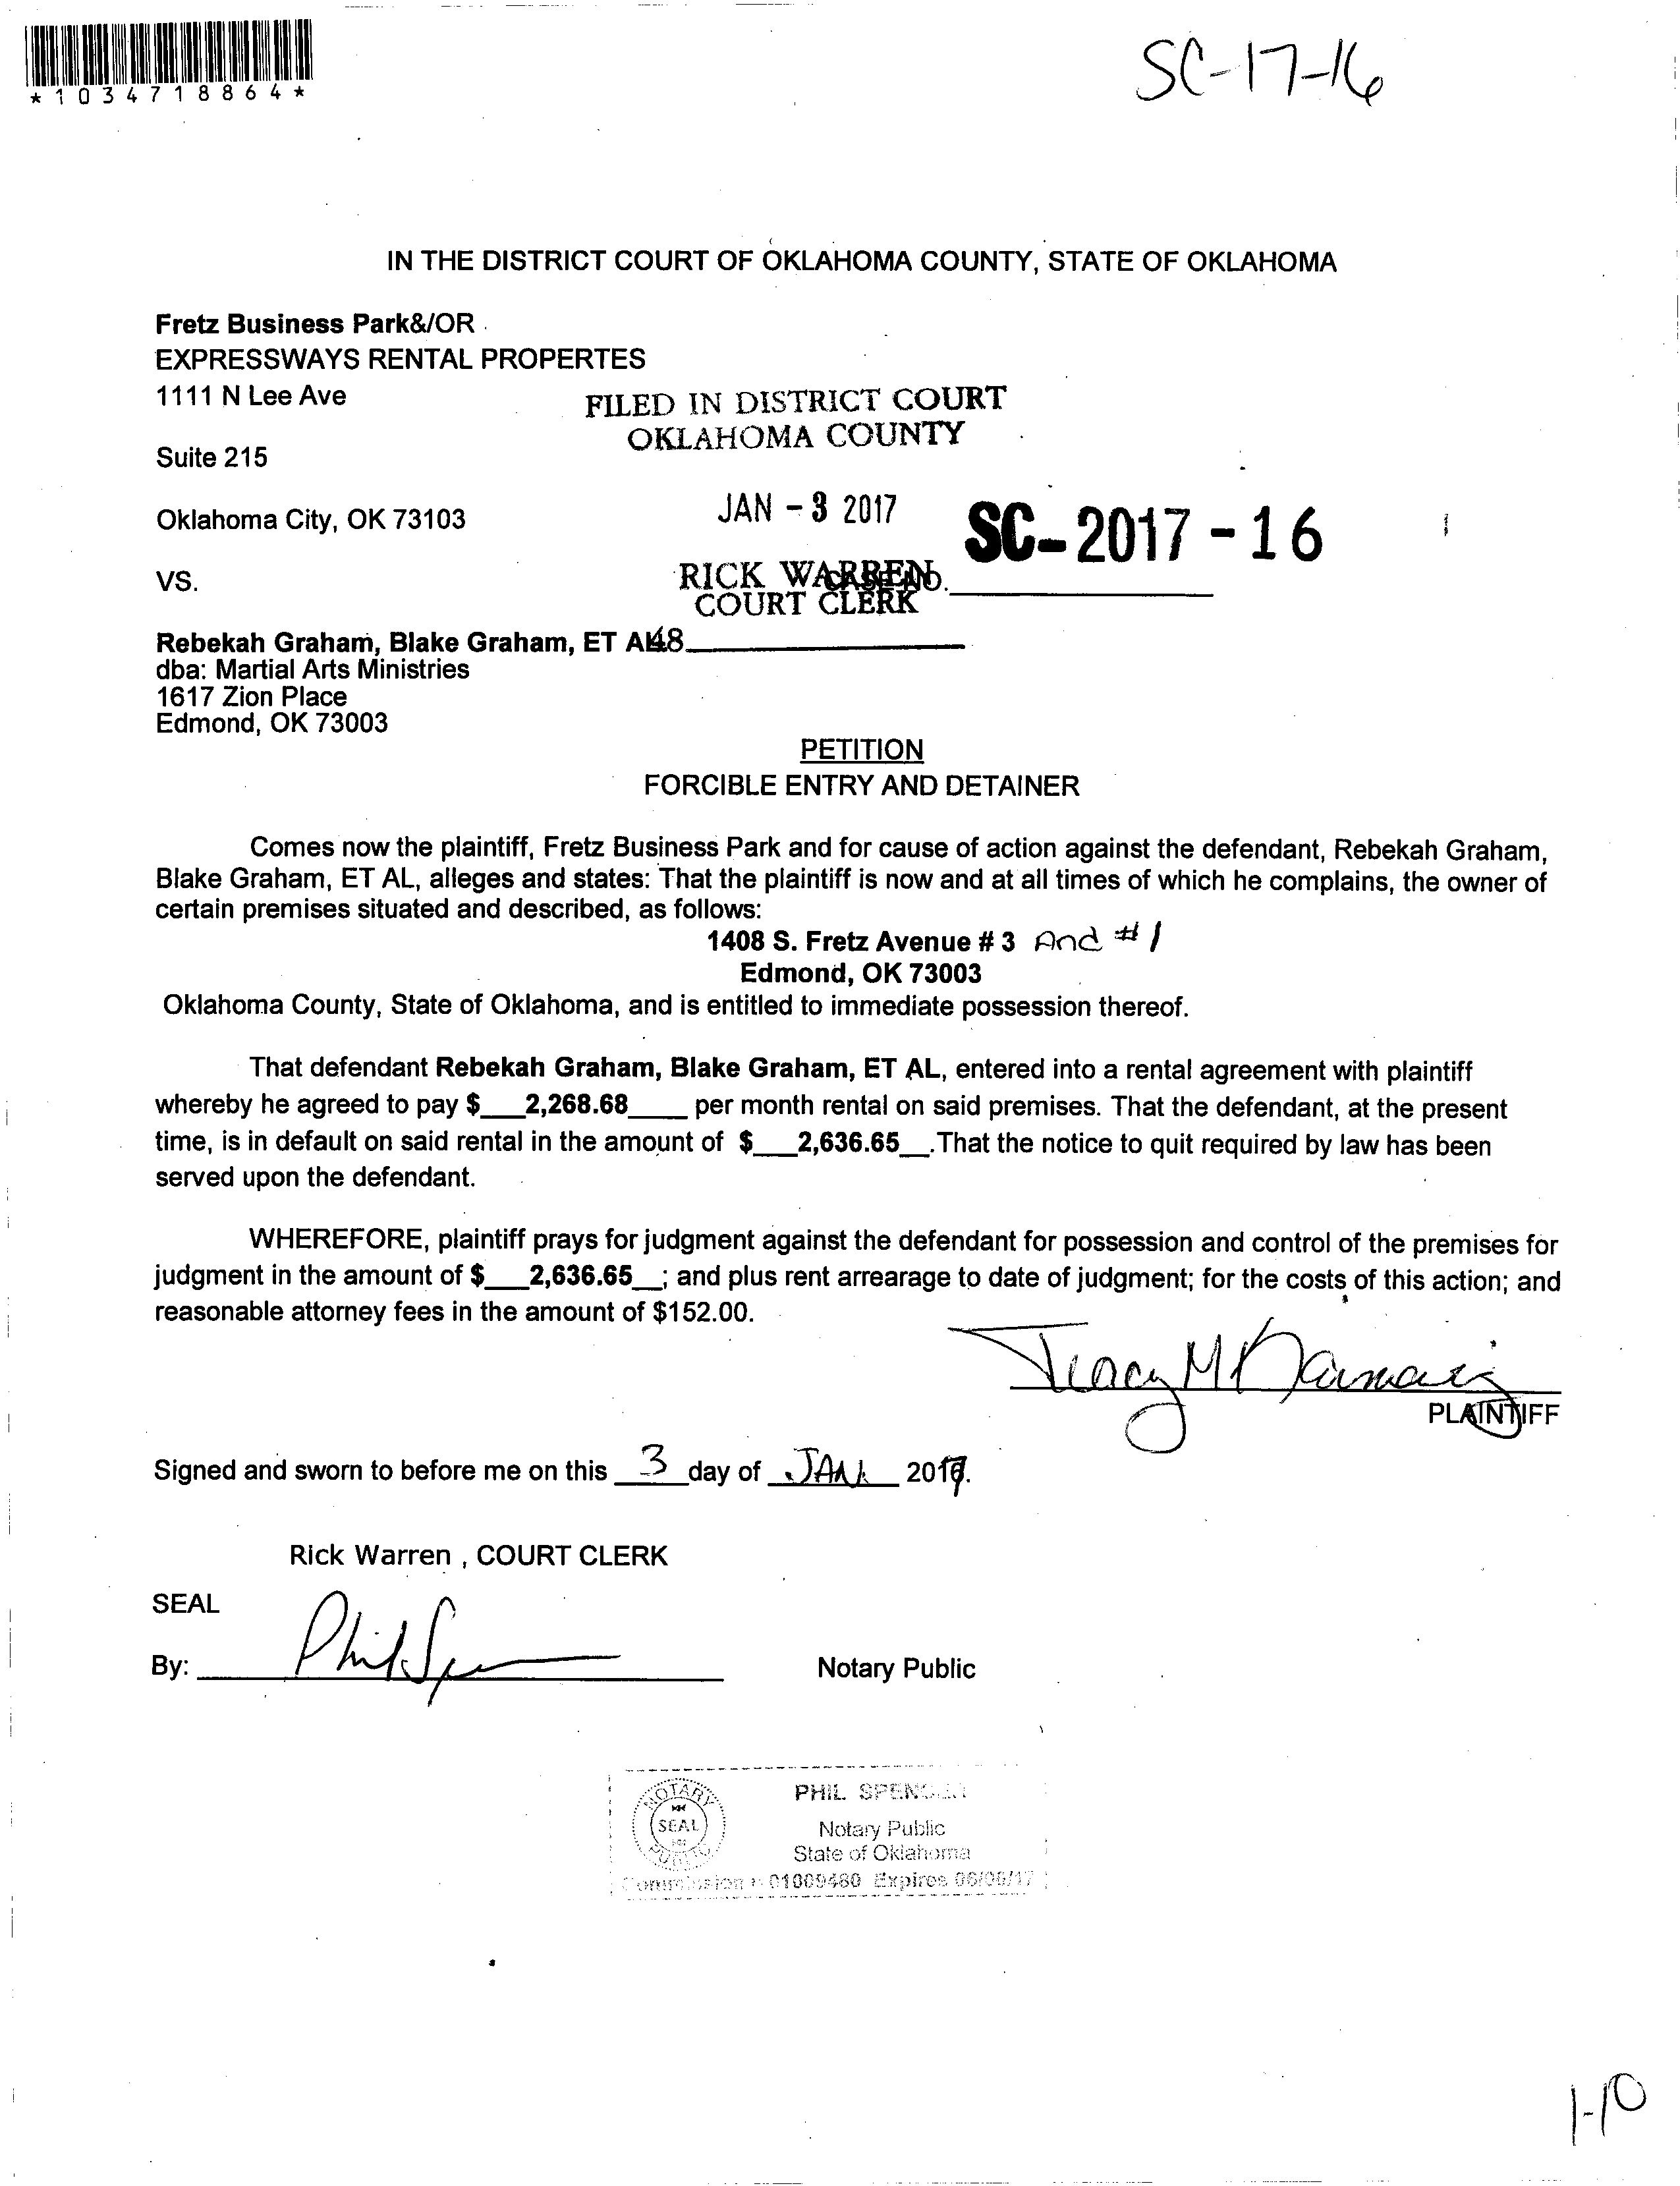 *1034718864*
SC-17-16
IN THE DISTRICT COURT OF OKLAHOMA COUNTY, STATE OF OKLAHOMA
Fretz Business Park&/OR
EXPRESSWAYS RENTAL PROPERTES
1111 N Lee Ave
FILED IN DISTRICT COURT
OKLAHOMA COUNTY
Suite 215
Oklahoma City, OK 73103
JAN - 3 2017
SC- 2017 - 16
VS.
RICK WARREN
CASE NO.
COURT CLERK
Rebekah Graham, Blake Graham, ET AL
48
dba: Martial Arts Ministries
1617 Zion Place
Edmond, OK 73003
PETITION
FORCIBLE ENTRY AND DETAINER
Comes now the plaintiff, Fretz Business Park and for cause of action against the defendant, Rebekah Graham,
Blake Graham, ET AL, alleges and states: That the plaintiff is now and at all times of which he complains, the owner of
certain premises situated and described, as follows:
1408 S. Fretz Avenue # 3 And #1
Edmond, OK 73003
Oklahoma County, State of Oklahoma, and is entitled to immediate possession thereof.
That defendant Rebekah Graham, Blake Graham, ET AL, entered into a rental agreement with plaintiff
whereby he agreed to pay $___2,268.68____ per month rental on said premises. That the defendant, at the present
time, is in default on said rental in the amount of $___2,636.65__.That the notice to quit required by law has been
served upon the defendant.
WHEREFORE, plaintiff prays for judgment against the defendant for possession and control of the premises for
judgment in the amount of $___2,636.65__; and plus rent arrearage to date of judgment; for the costs of this action; and
reasonable attorney fees in the amount of $152.00.
Tracy M
PLAINTIFF
Signed and sworn to before me on this 3 day of JAN 2017.
Rick Warren , COURT CLERK
SEAL
By: Phil
Notary Public
NOTARY
SEAL
PUBLIC
PHIL
Notary Public
State of Oklahoma
Commission # 01009480 Expires 06/06/17
1-10